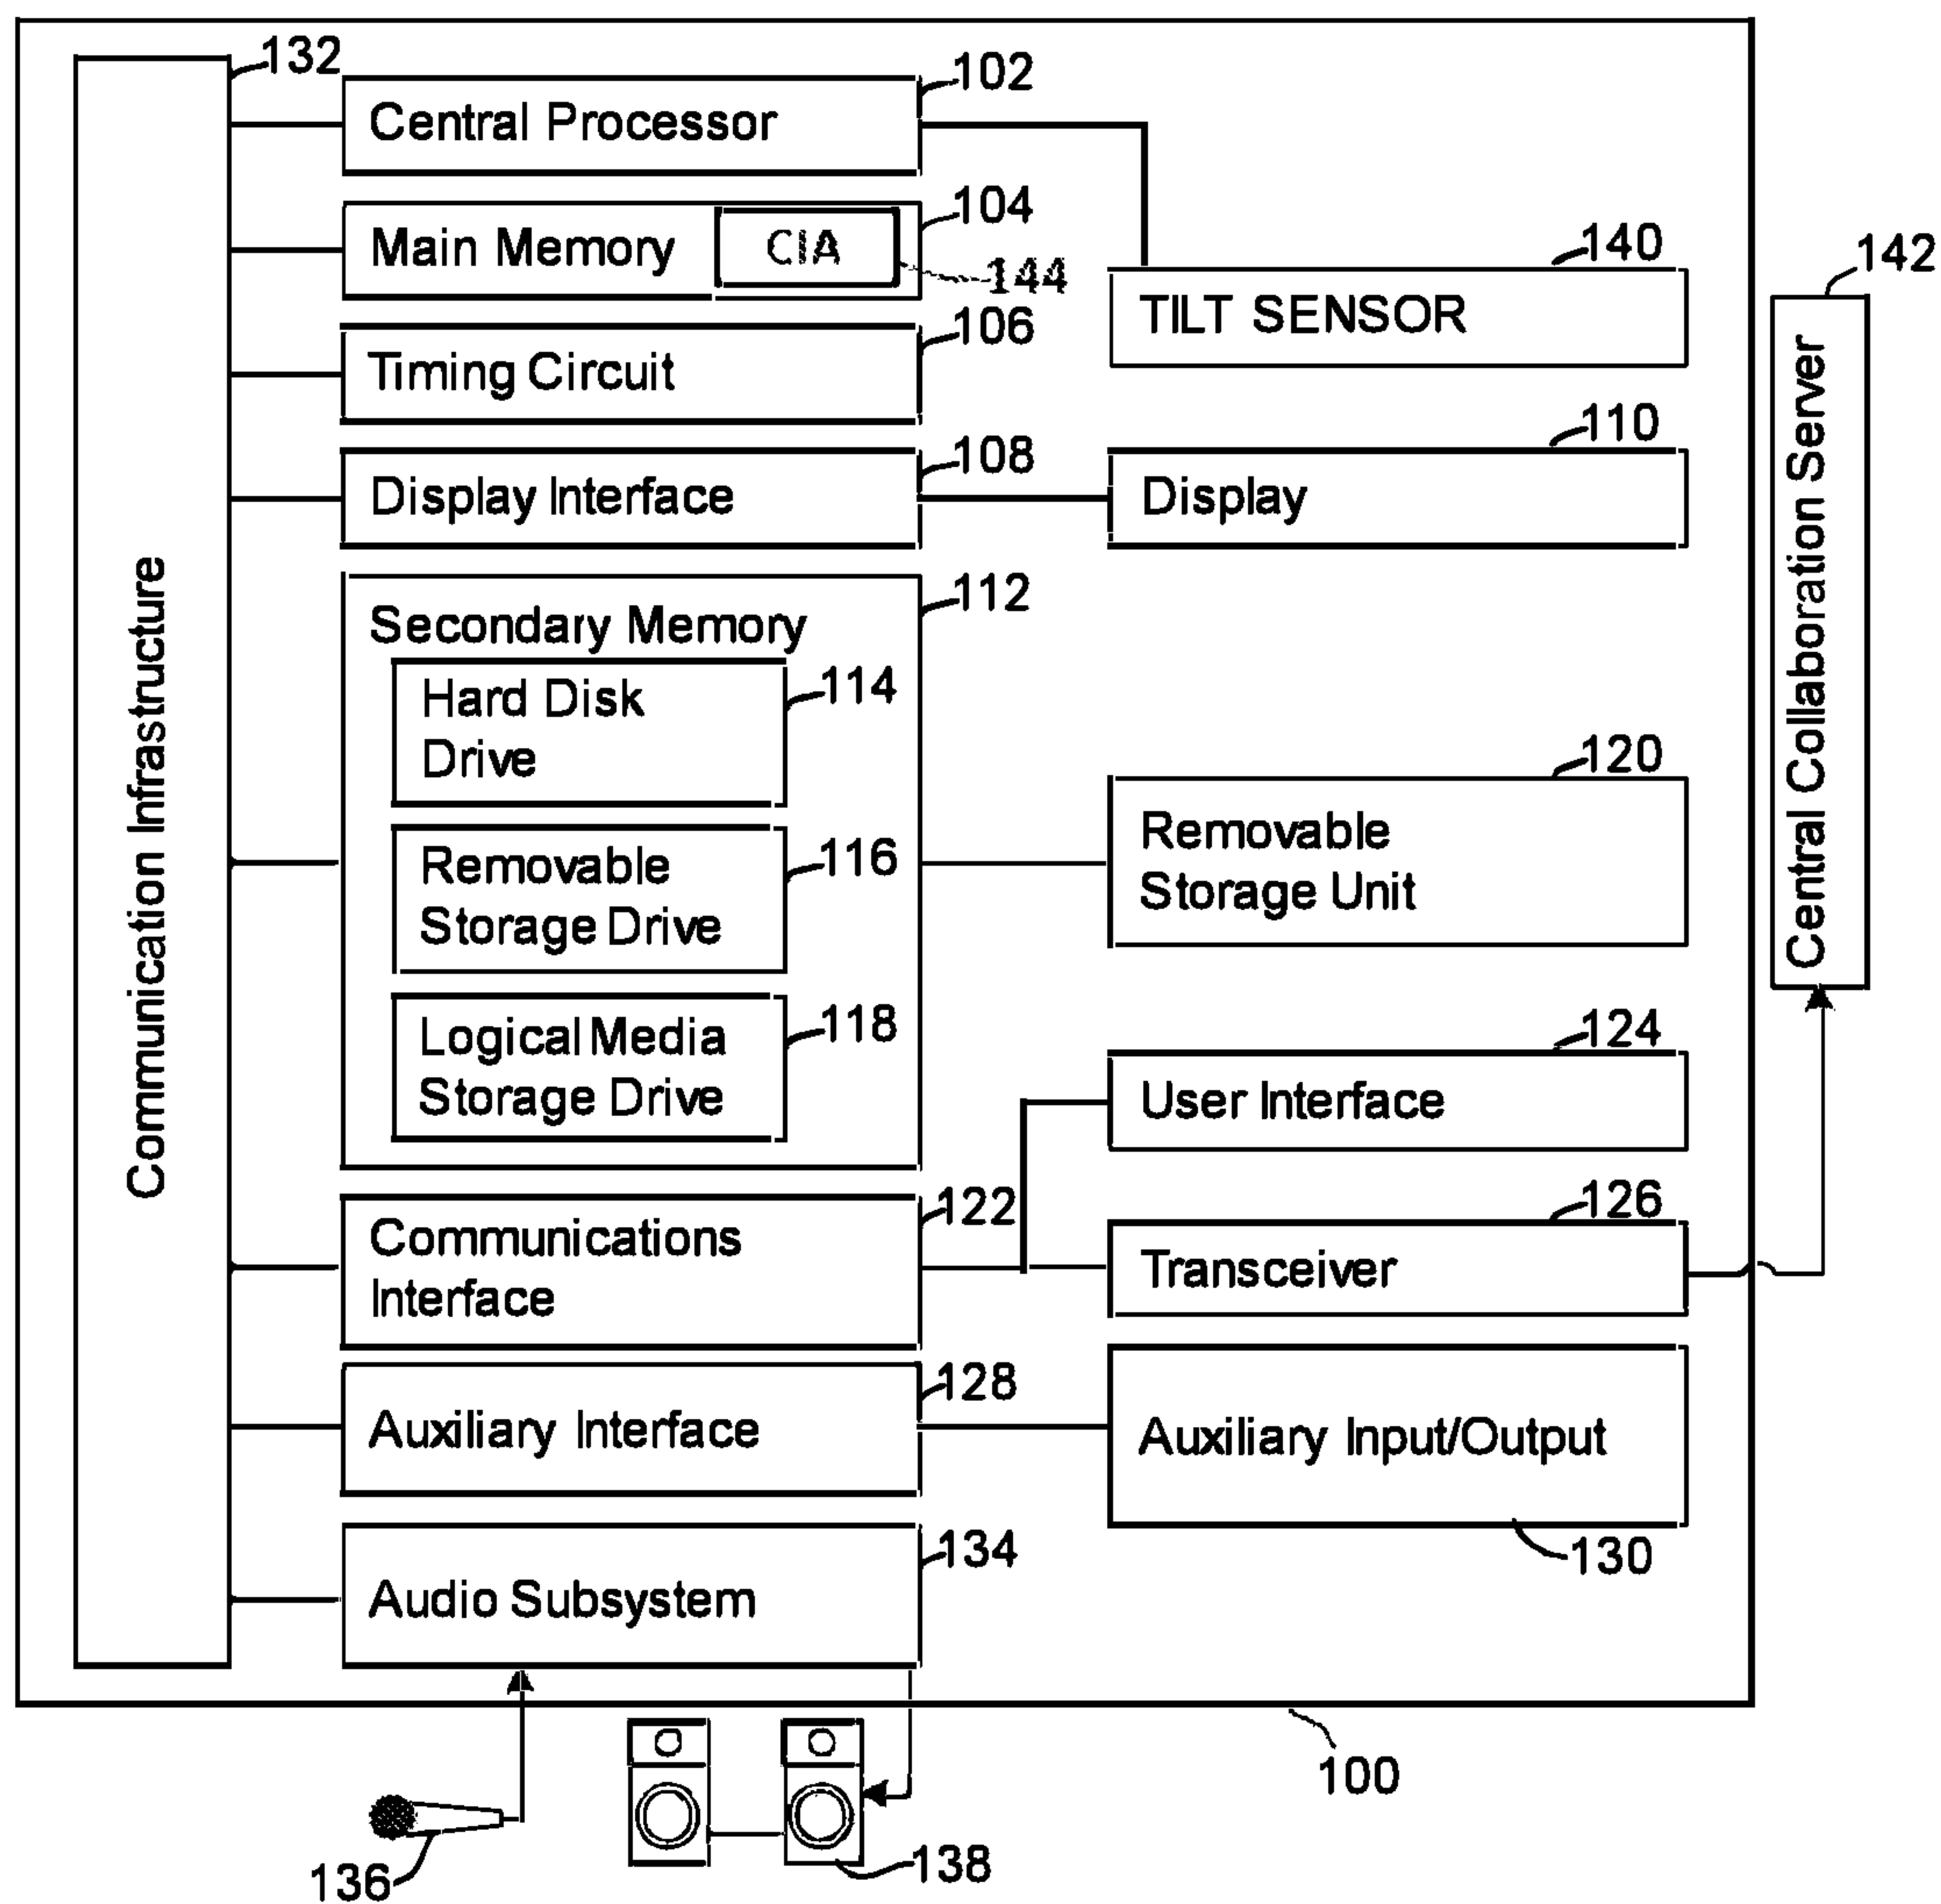 132
102
Central Processor
104
Main Memory
CIA
144
140
142
TILT SENSOR
106
Timing Circuit
108
Display Interface
110
Display
Communication Infrastructure
Central Collaboration Server
112
Secondary Memory
114
Hard Disk
Drive
116
Removable
Storage Drive
120
Removable
Storage Unit
118
Logical Media
Storage Drive
124
User Interface
122
Communications
Interface
126
Transceiver
128
Auxiliary Interface
Auxiliary Input/Output
130
134
Audio Subsystem
100
136
138